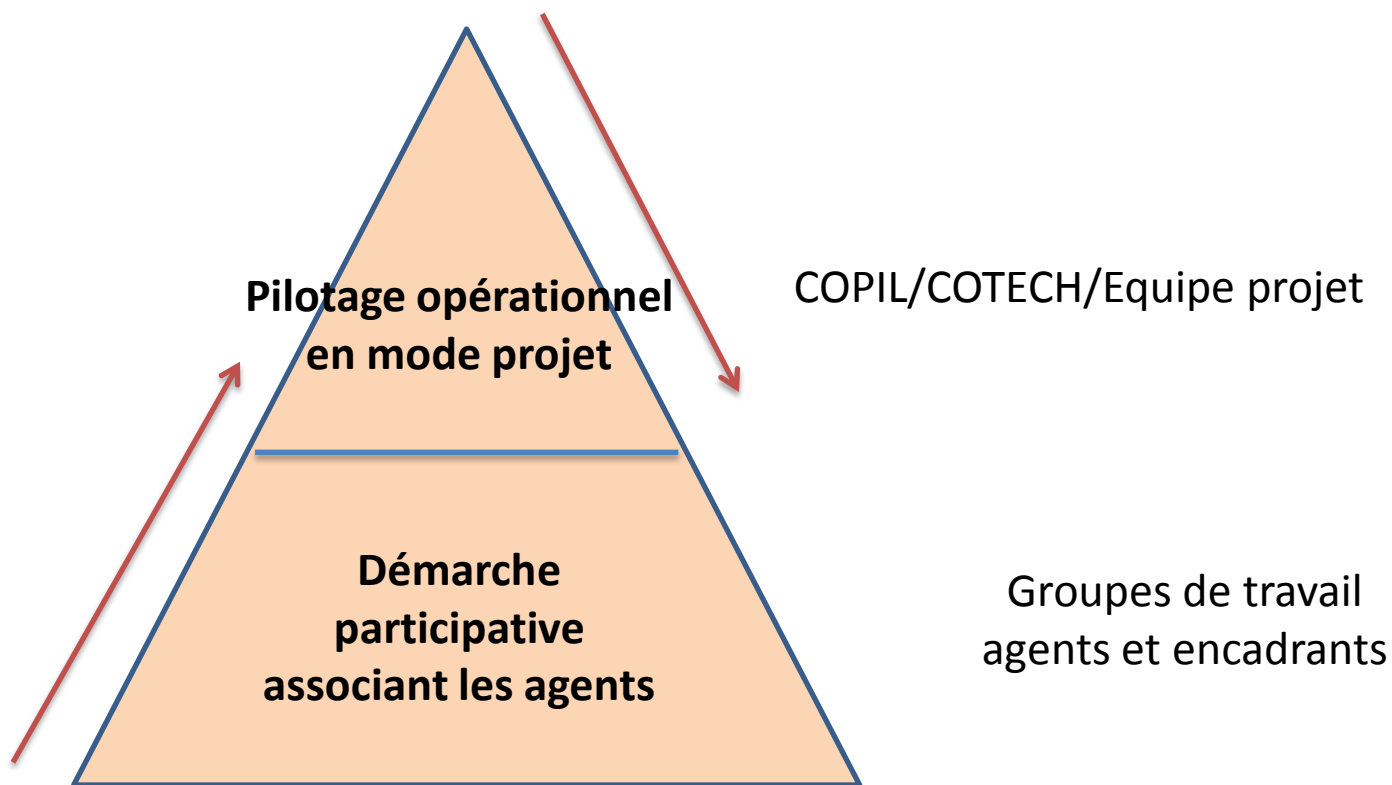 Pilotage opérationnel
en mode projet
COPIL/COTECH/Equipe projet
Démarche
participative
associant les agents
Groupes de travail
agents et encadrants